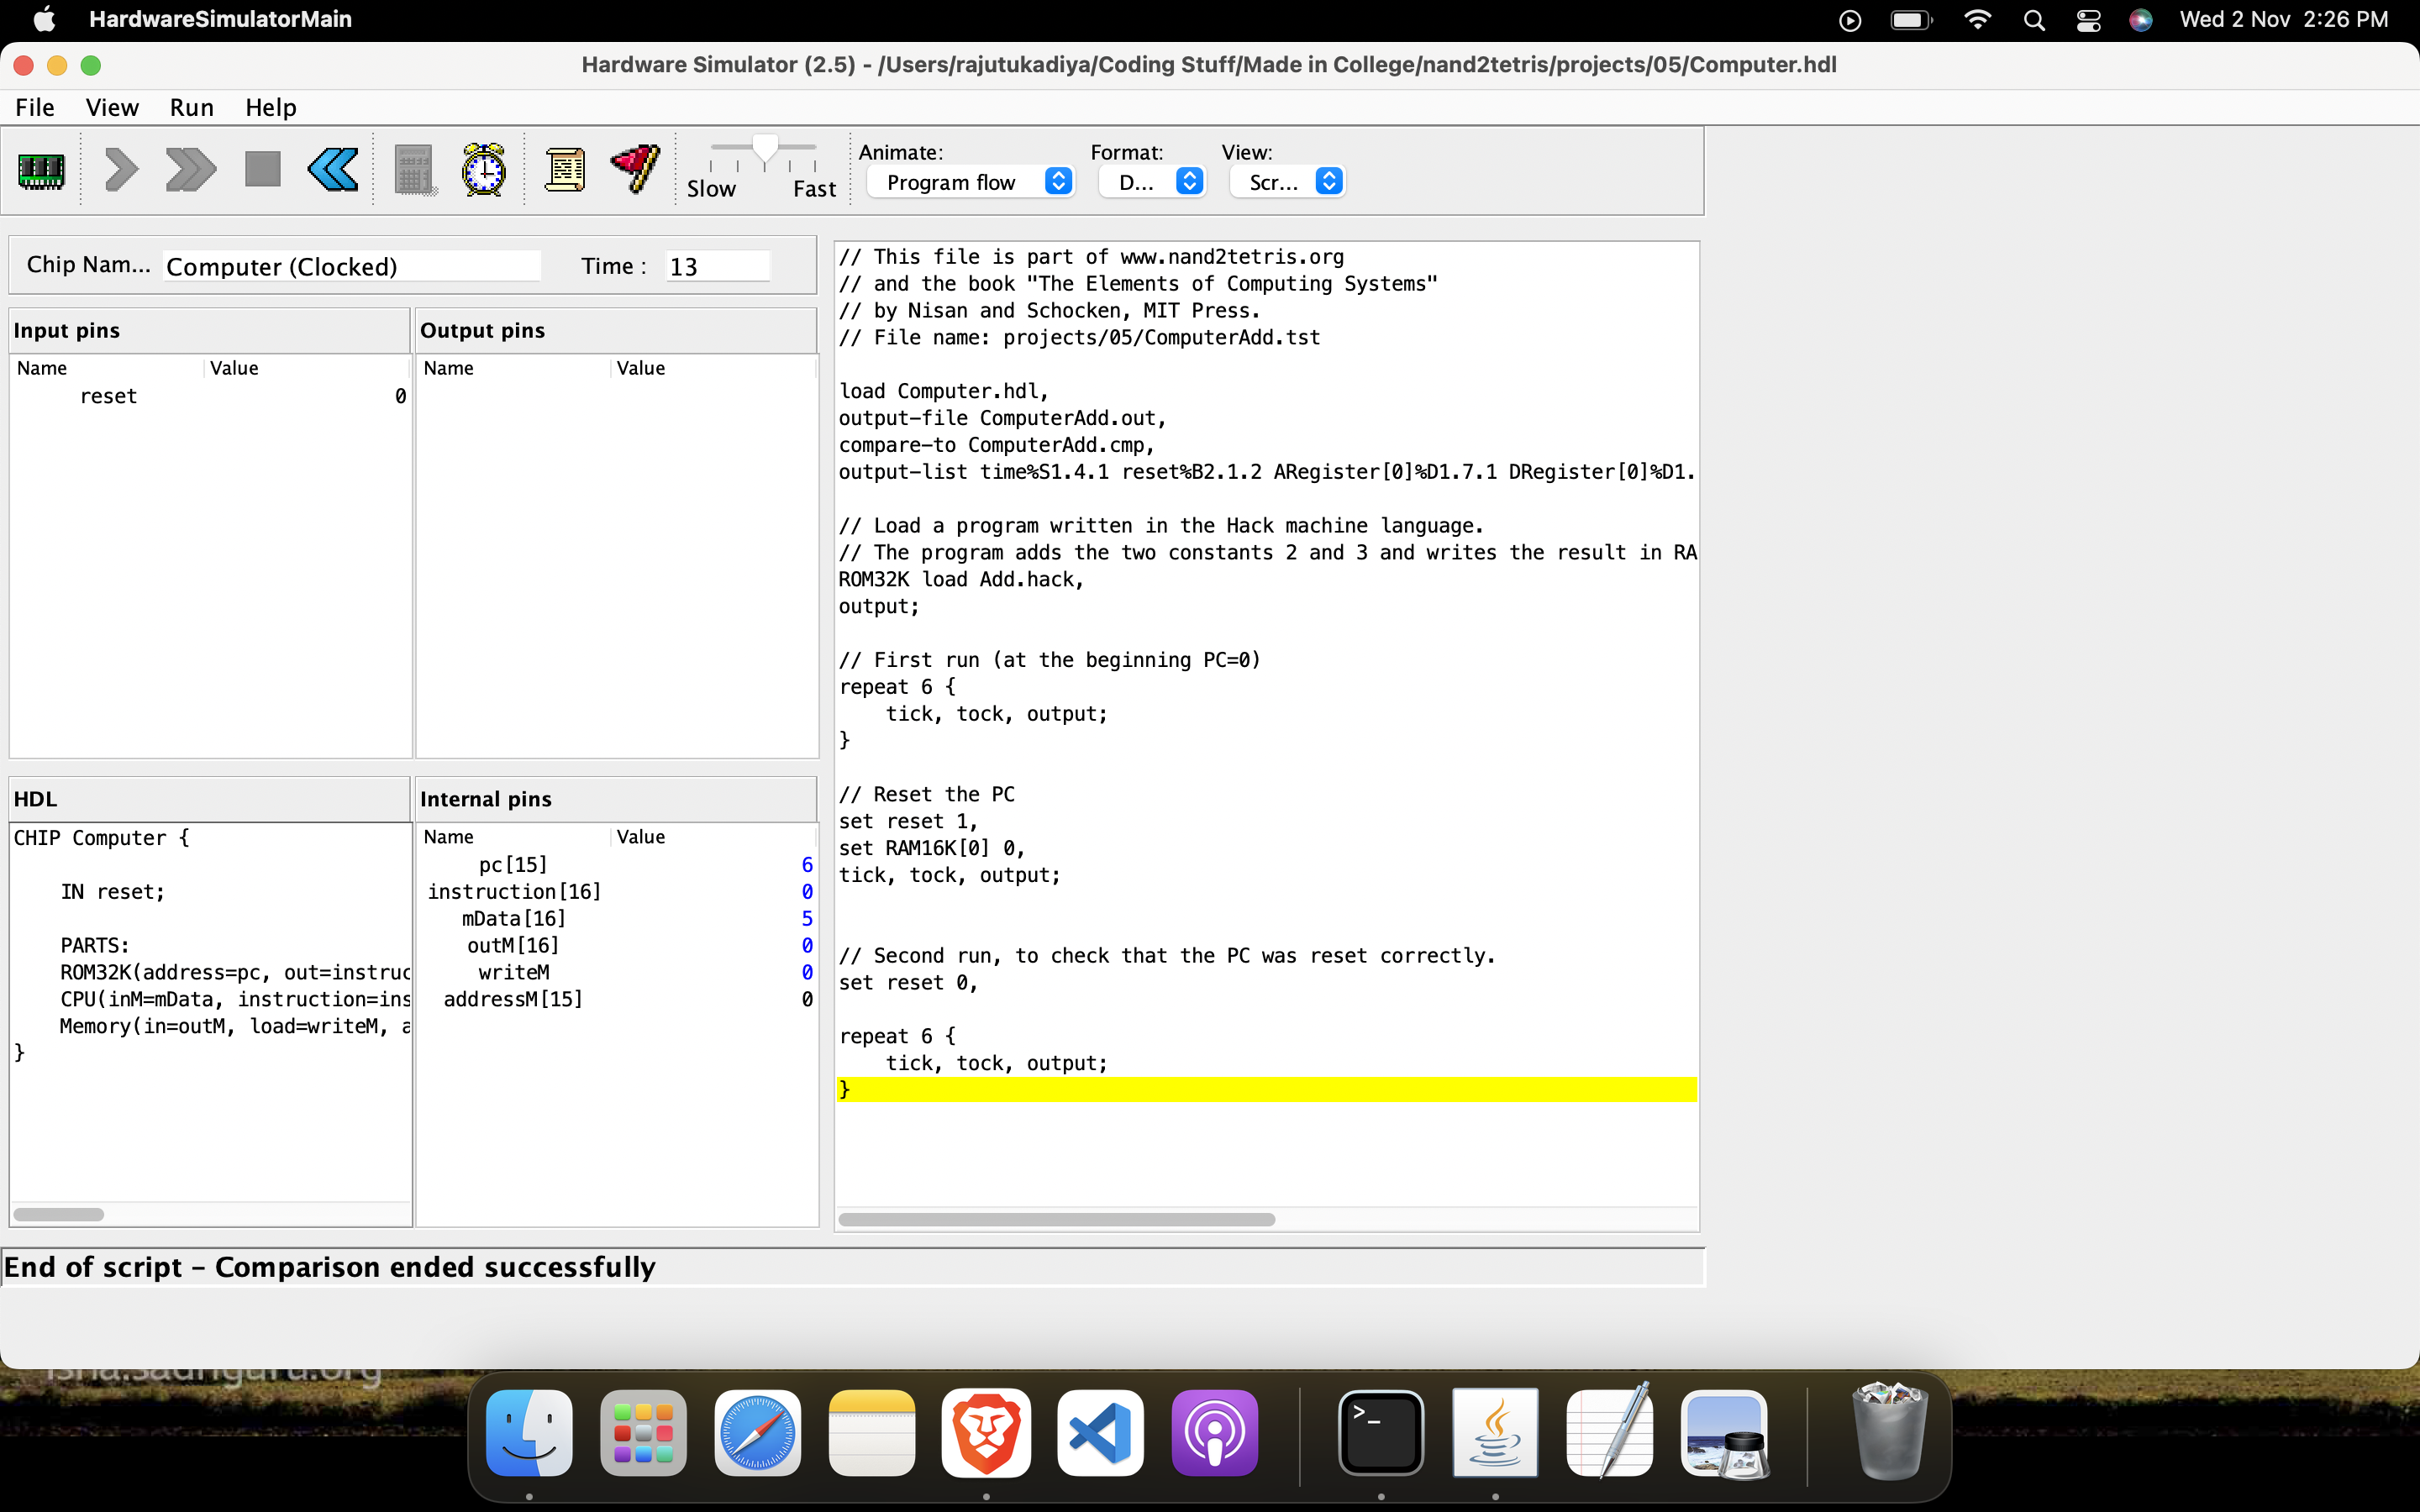 HardwareSimulatorMain
Wed 2 Nov 2:26 PM
Hardware Simulator (2.5) - /Users/rajutukadiya/Coding Stuff/Made in College/nand2tetris/projects/05/Computer.hdl
File View Run Help
Slow Fast
Animate: Format: View:
Program flow D... Scr...
Chip Nam... Computer (Clocked) Time : 13
Input pins
Name Value
reset 0
Output pins
Name Value
HDL
CHIP Computer {
IN reset;
PARTS:
ROM32K(address=pc, out=instruc
CPU(inM=mData, instruction=ins
Memory(in=outM, load=writeM, a
}
Internal pins
Name Value
pc[15] 6
instruction[16] 0
mData[16] 5
outM[16] 0
writeM 0
addressM[15] 0
// This file is part of www.nand2tetris.org
// and the book "The Elements of Computing Systems"
// by Nisan and Schocken, MIT Press.
// File name: projects/05/ComputerAdd.tst
load Computer.hdl,
output-file ComputerAdd.out,
compare-to ComputerAdd.cmp,
output-list time%S1.4.1 reset%B2.1.2 ARegister[0]%D1.7.1 DRegister[0]%D1.
// Load a program written in the Hack machine language.
// The program adds the two constants 2 and 3 and writes the result in RA
ROM32K load Add.hack,
output;
// First run (at the beginning PC=0)
repeat 6 {
tick, tock, output;
}
// Reset the PC
set reset 1,
set RAM16K[0] 0,
tick, tock, output;
// Second run, to check that the PC was reset correctly.
set reset 0,
repeat 6 {
tick, tock, output;
}
End of script - Comparison ended successfully
isha.sadhguru.org
>_